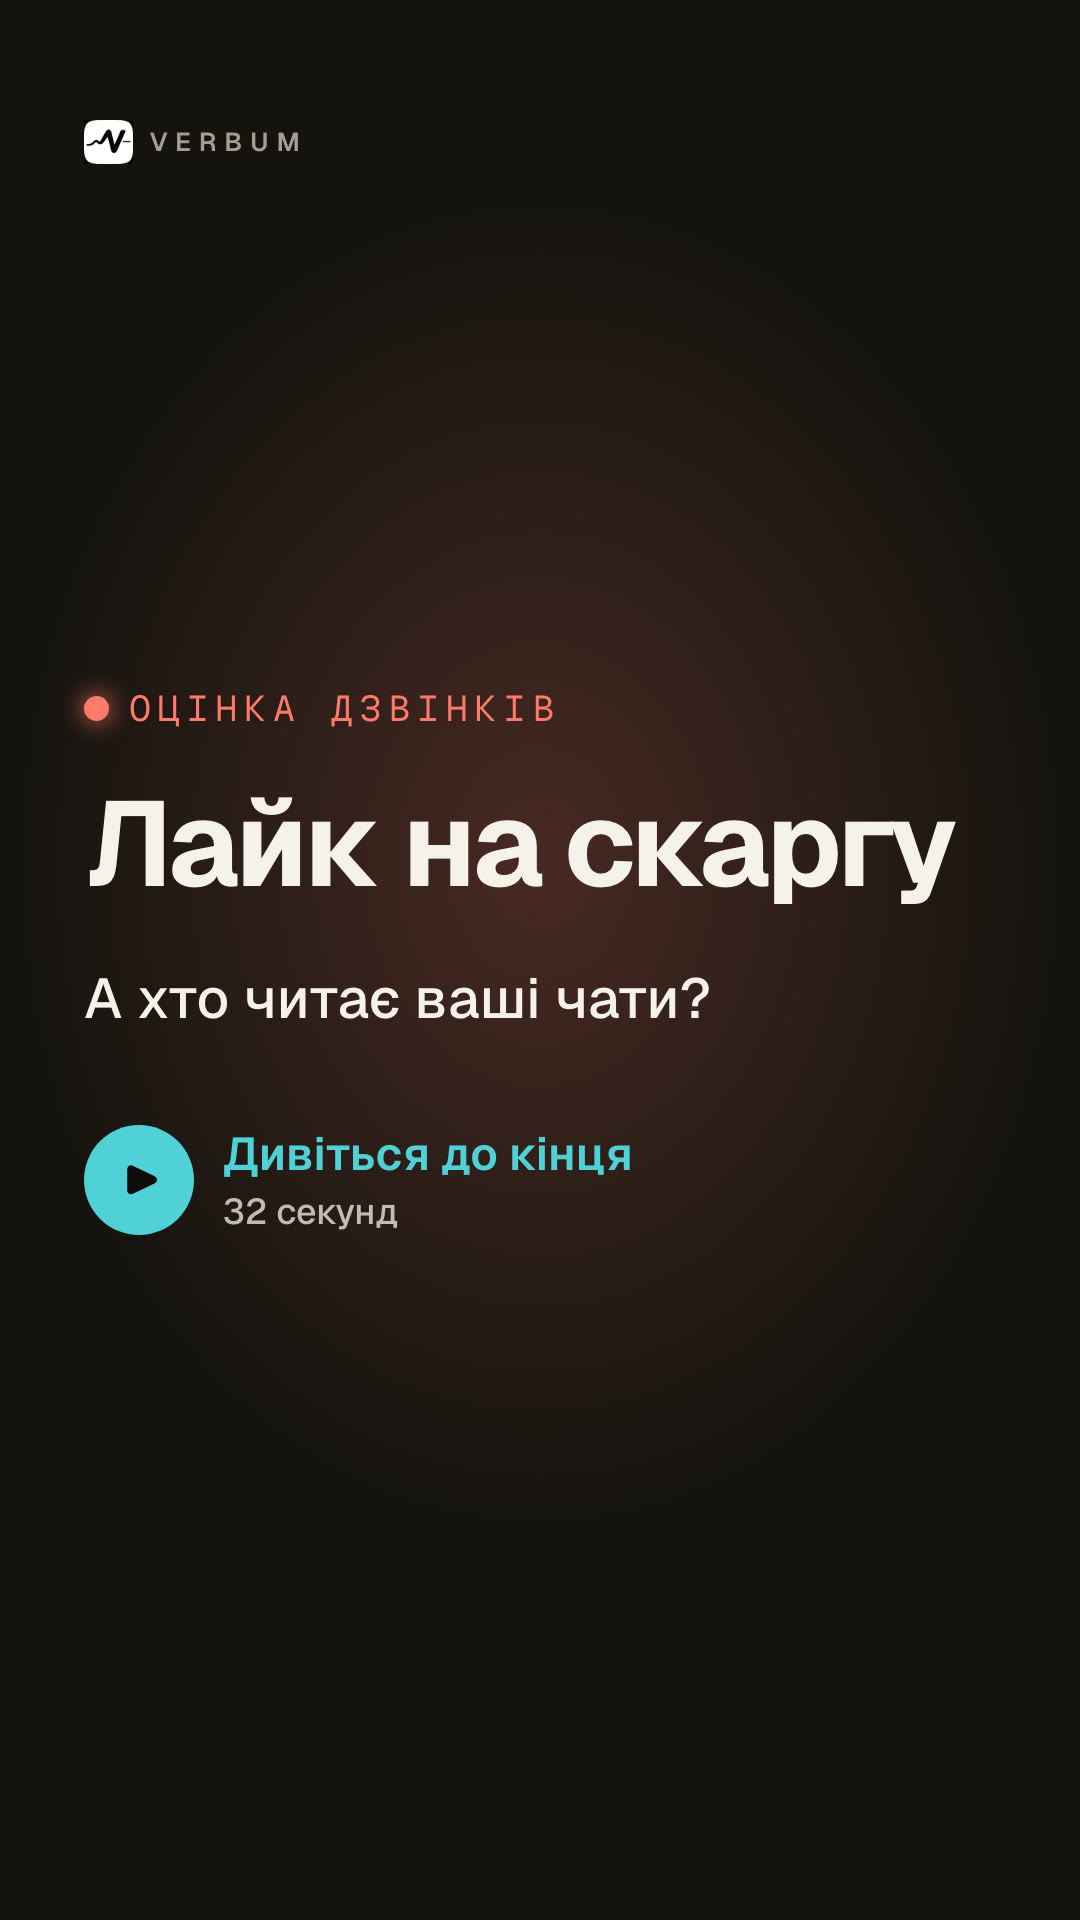 VERBUM
ОЦІНКА ДЗВІНКІВ
Лайк на скаргу
А хто читає ваші чати?
Дивіться до кінця
32 секунд